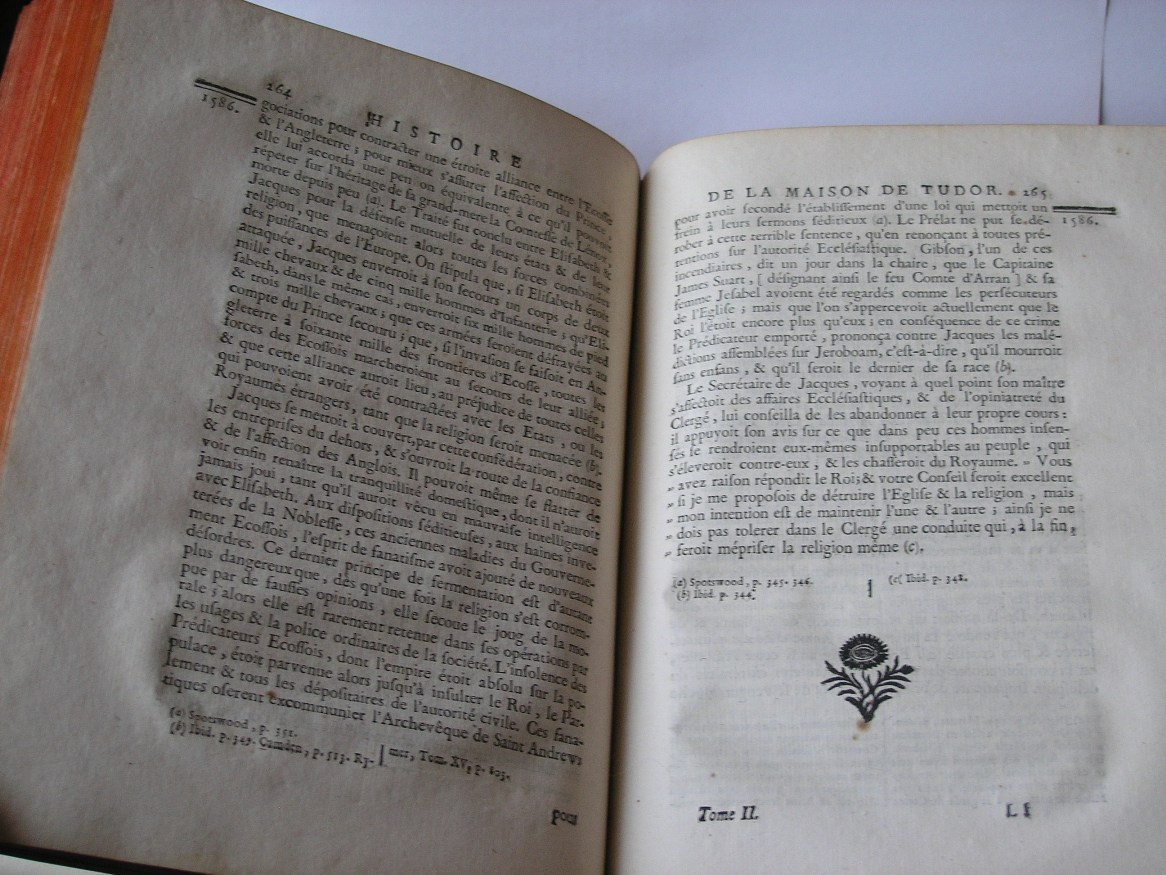 264
HISTOIRE
1586.
gociations pour contracter une étroite alliance entre l'Ecosse
& l'Angleterre ; pour mieux s'assurer l'affection du Prince,
elle lui accorda une pension équivalente à ce qu'il pouvoit
répéter sur l'héritage de sa grand-mere la Comtesse de Lenox,
morte depuis peu (a). Le Traité fut conclu entre Elisabeth &
Jacques pour la défense mutuelle de leurs états & de leur
religion, que menaçoient alors toutes les forces combinées
des puissances de l'Europe. On stipula que, si Elisabeth étoit
attaquée, Jacques enverroit à son secours un corps de deux
mille chevaux & de cinq mille hommes d'Infanterie ; qu'Eli-
sabeth, dans le même cas, enverroit six mille hommes de pied
& trois mille chevaux ; que ces armées seroient défrayées au
compte du Prince secouru ; que, si l'invasion se faisoit en An-
gleterre à soixante mille des frontieres d'Ecosse, toutes les
forces des Ecossois marcheroient au secours de leur alliée ;
& que cette alliance auroit lieu, au préjudice de toutes celles
qui pouvoient avoir été contractées avec les Etats, ou les
Royaumes étrangers, tant que la religion seroit menacée (b).
Jacques se mettoit à couvert, par cette confédération, contre
les entreprises du dehors, & s'ouvroit la route de la confiance
& de l'affection des Anglois. Il pouvoit même se flatter de
voir enfin renaître la tranquillité domestique, dont il n'auroit
jamais joui, tant qu'il auroit vécu en mauvaise intelligence
avec Elisabeth. Aux dispositions séditieuses, aux haines inve-
terées de la Noblesse, ces anciennes maladies du Gouverne-
ment Ecossois, l'esprit de fanatisme avoit ajouté de nouveaux
désordres. Ce dernier principe de fermentation est d'autant
plus dangereux que, dès qu'une fois la religion s'est corrom-
pue par de fausses opinions, elle secoue le joug de la mo-
rale s'alors elle est rarement retenue dans ses opérations par
les usages & la police ordinaires de la société. L'insolence des
Prédicateurs Ecossois, dont l'empire étoit absolu sur la po-
pulace, étoit parvenue alors jusqu'à insulter le Roi, le Par-
lement & tous les dépositaires de l'autorité civile. Ces fana-
tiques oserent excommunier l'Archevêque de Saint Andrews
(a) Spotswood, p. 351.
(b) Ibid. p. 349. Camden, p. 513. Ry-
mer, Tom. XV, p. 803.
pour
DE LA MAISON DE TUDOR. 265
1586.
pour avoir secondé l'établissement d'une loi qui mettoit un
frein à leurs sermons séditieux (a). Le Prélat ne put se dé-
rober à cette terrible sentence, qu'en renonçant à toutes pré-
tentions sur l'autorité Ecclésiastique. Gibson, l'un de ces
incendiaires, dit un jour dans la chaire, que le Capitaine
James Stuart, [ désignant ainsi le feu Comte d'Arran ] & sa
femme Jesabel avoient été regardés comme les persécuteurs
de l'Eglise ; mais que l'on s'appercevoit actuellement que le
Roi l'étoit encore plus qu'eux ; en conséquence de ce crime
le Prédicateur emporté, prononça contre Jacques les malé-
dictions assemblées sur Jeroboam, c'est-à-dire, qu'il mourroit
sans enfans, & qu'il seroit le dernier de sa race (b).
Le Secrétaire de Jacques, voyant à quel point son maître
s'affectoit des affaires Ecclésiastiques, & de l'opiniatreté du
Clergé, lui conseilla de les abandonner à leur propre cours :
il appuyoit son avis sur ce que dans peu ces hommes insen-
sés se rendroient eux-mêmes insupportables au peuple, qui
s'éleveroit contre-eux, & les chasseroit du Royaume. » Vous
» avez raison répondit le Roi ; & votre Conseil seroit excellent
» si je me proposois de détruire l'Eglise & la religion, mais
» mon intention est de maintenir l'une & l'autre ; ainsi je ne
» dois pas tolerer dans le Clergé une conduite qui, à la fin,
» feroit mépriser la religion même (c).
(a) Spotswood, p. 345. 346.
(b) Ibid. p. 344.
(c( Ibid. p. 348.
Tome II.
L l